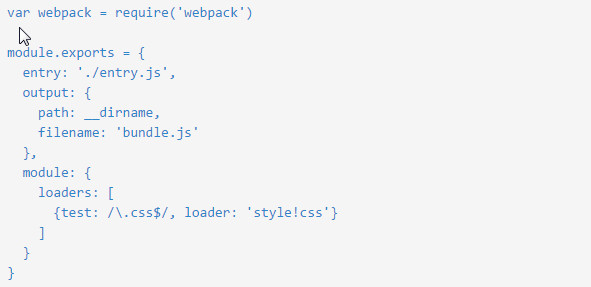 var webpack = require('webpack')
module.exports = {
  entry: './entry.js',
  output: {
    path: __dirname,
    filename: 'bundle.js'
  },
  module: {
    loaders: [
      {test: /\.css$/, loader: 'style!css'}
    ]
  }
}